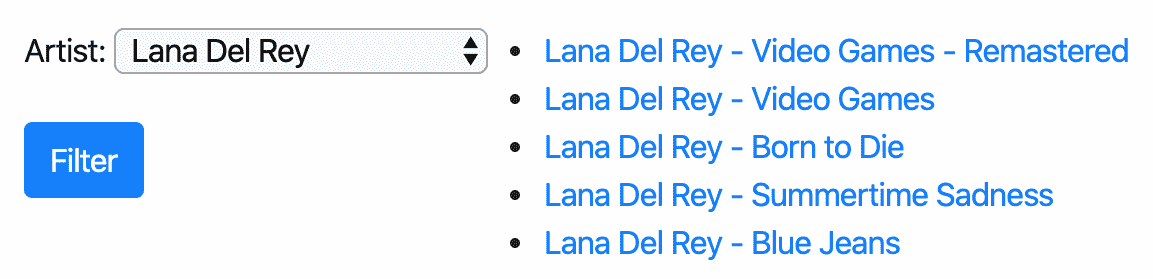 Artist: Lana Del Rey
Filter
• Lana Del Rey - Video Games - Remastered
• Lana Del Rey - Video Games
• Lana Del Rey - Born to Die
• Lana Del Rey - Summertime Sadness
• Lana Del Rey - Blue Jeans